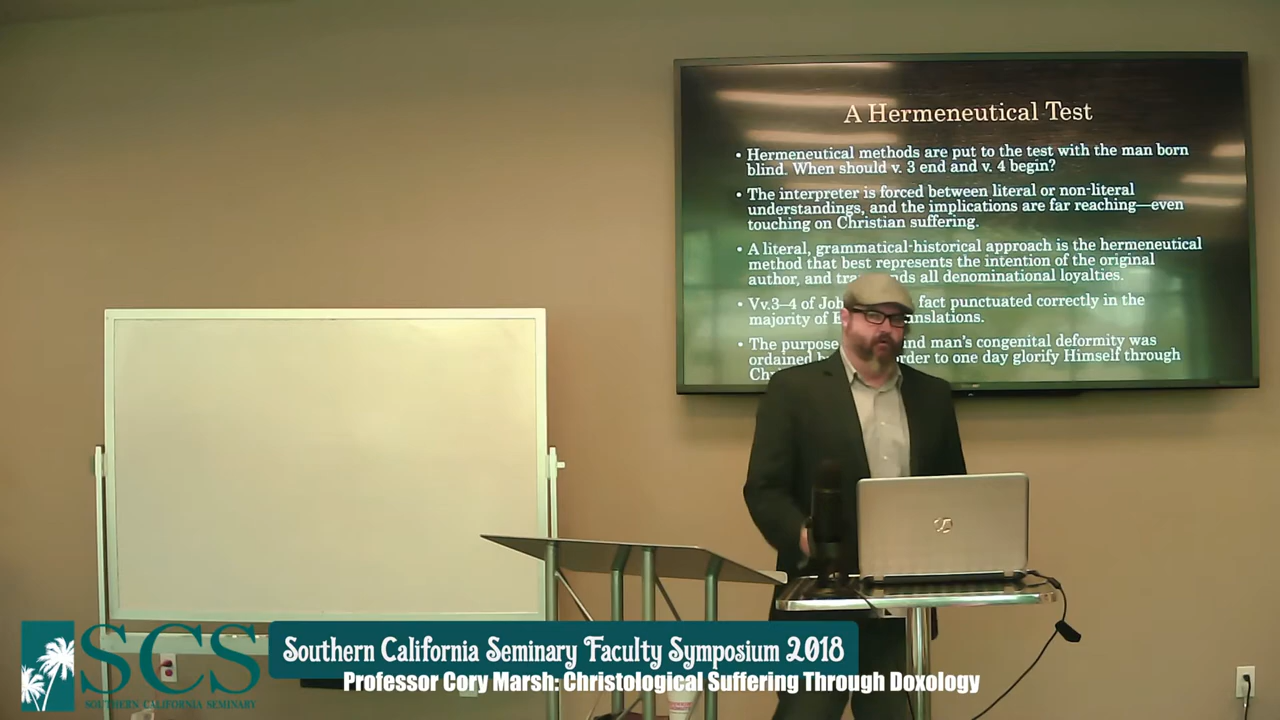 A Hermeneutical Test
• Hermeneutical methods are put to the test with the man born
blind. When should v. 3 end and v. 4 begin?
• The interpreter is forced between literal or non-literal
understandings, and the implications are far reaching—even
touching on Christian suffering.
• A literal, grammatical-historical approach is the hermeneutical
method that best represents the intention of the original
author, and all denominational loyalties.
• Vv.3–4 of fact punctuated correctly in the
majority of
• The purpose man's congenital deformity was
ordained to one day glorify Himself through
SCS
SOUTHERN CALIFORNIA SEMINARY
Southern California Seminary Faculty Symposium 2018
Professor Cory Marsh: Christological Suffering Through Doxology